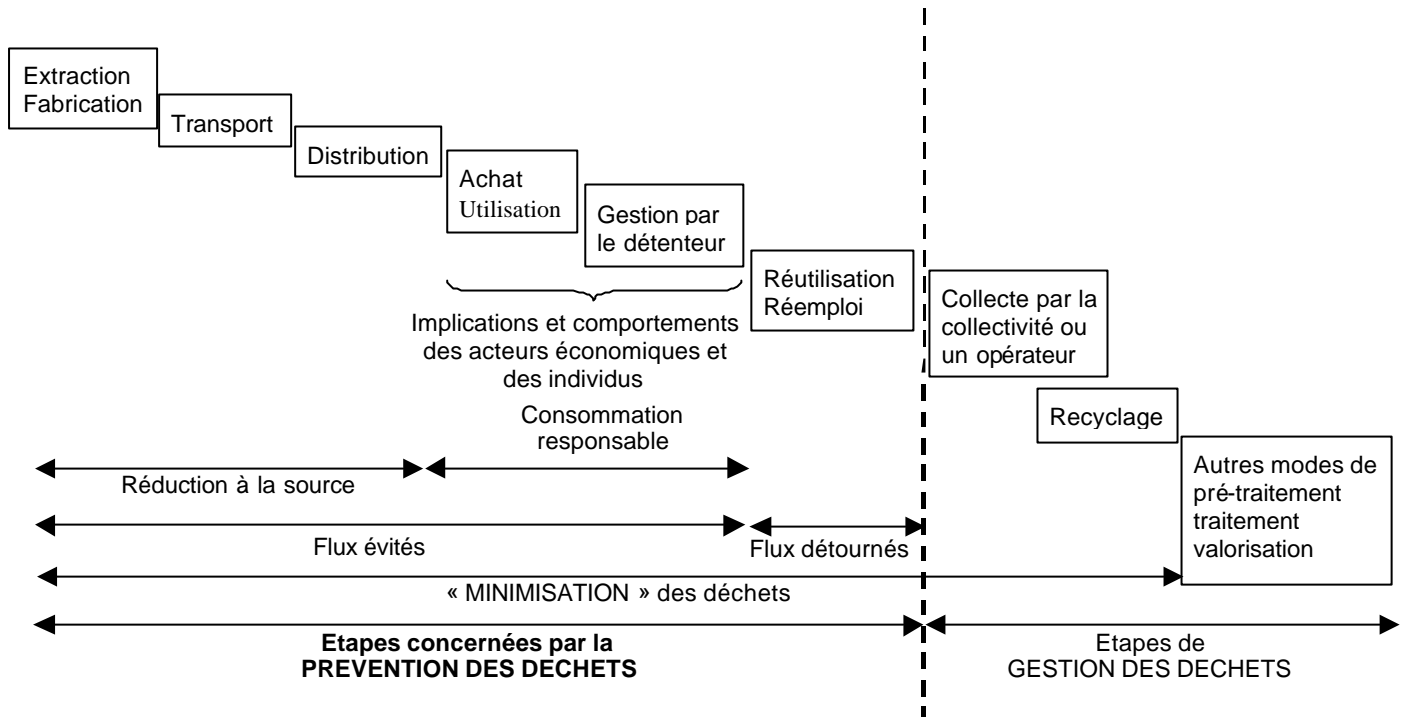 Extraction
Fabrication
Transport
Distribution
Achat
Utilisation
Gestion par
le détenteur
Réutilisation
Réemploi
Collecte par la
collectivité ou
un opérateur
Recyclage
Autres modes de
pré-traitement
traitement
valorisation
Implications et comportements
des acteurs économiques et
des individus
Consommation
responsable
Réduction à la source
Flux évités
Flux détournés
« MINIMISATION » des déchets
Etapes concernées par la
PREVENTION DES DECHETS
Etapes de
GESTION DES DECHETS